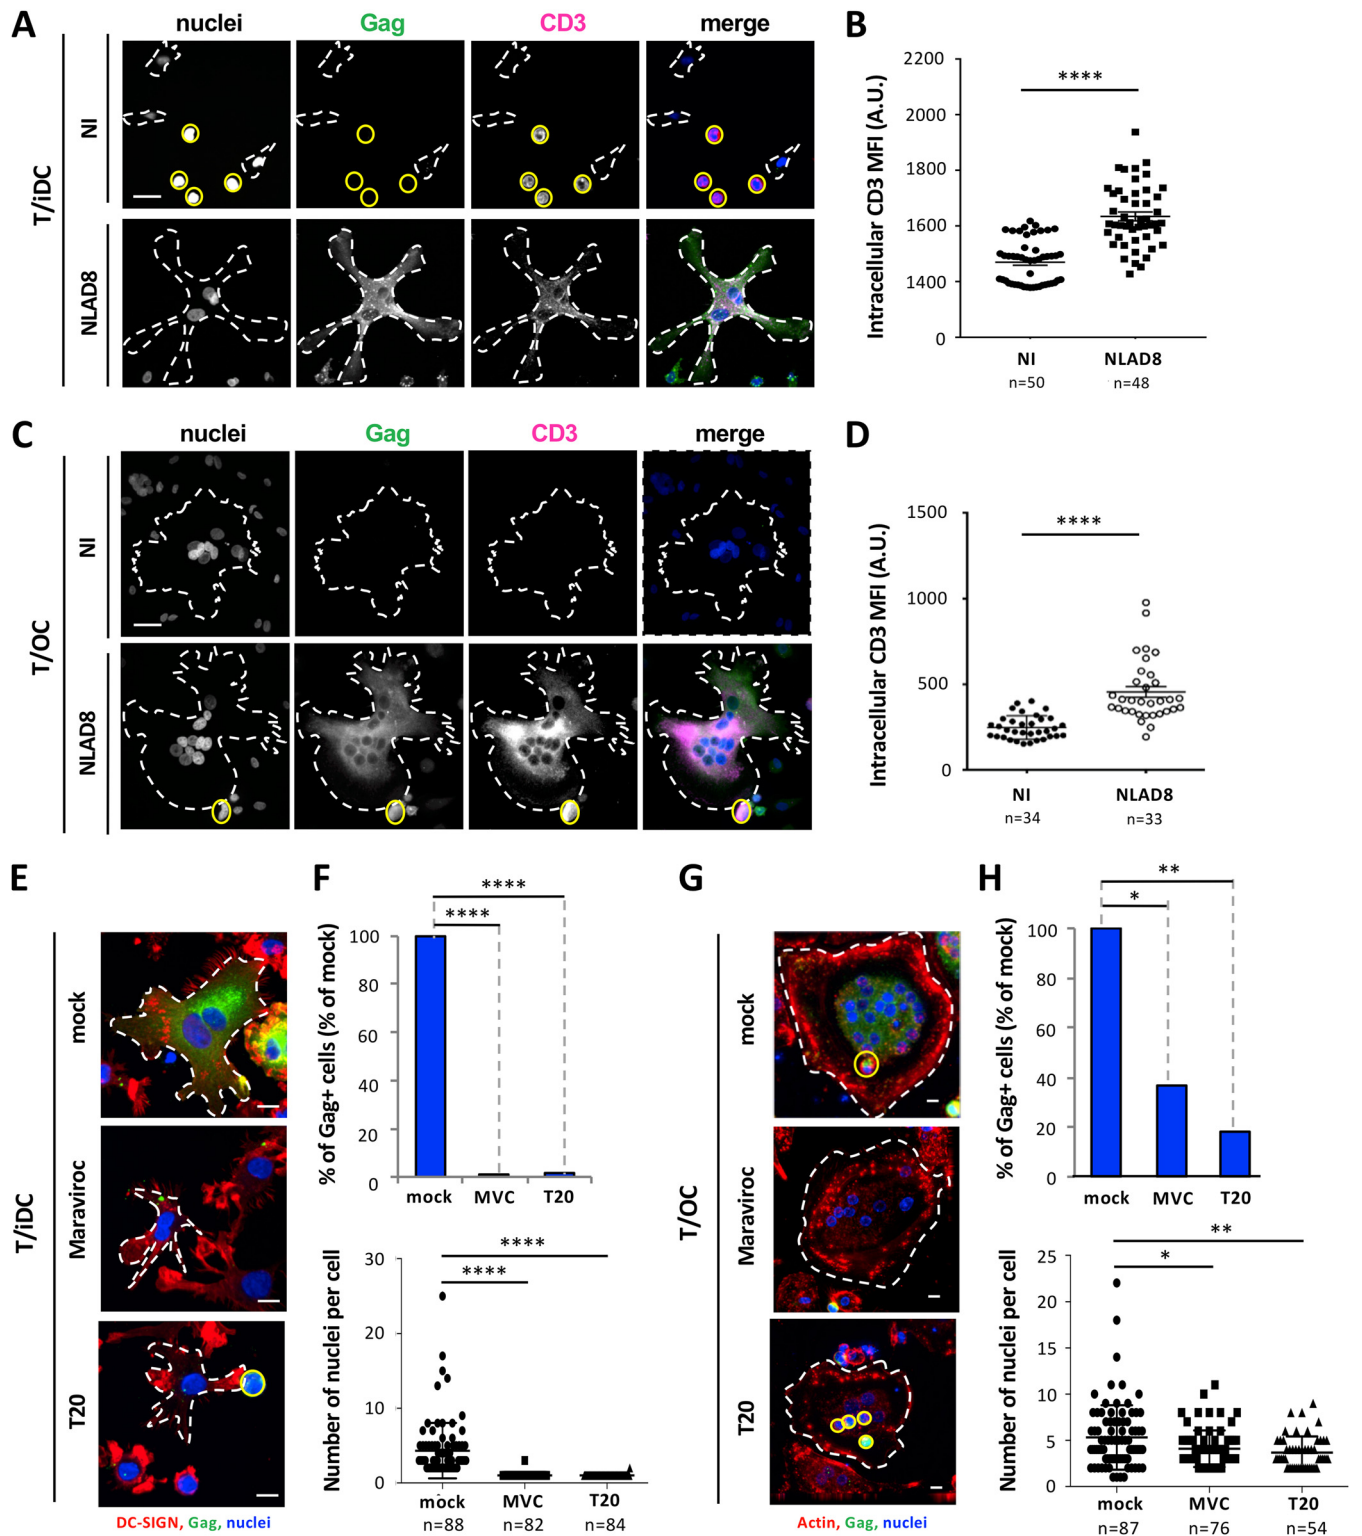 A
nuclei
Gag
CD3
merge
T/iDC
NI
NLAD8
B
Intracellular CD3 MFI (A.U.)
2200
2000
1800
1600
1400
0
****
NI
NLAD8
n=50
n=48
C
nuclei
Gag
CD3
merge
T/OC
NI
NLAD8
D
Intracellular CD3 MFI (A.U.)
1500
1000
500
0
****
NI
NLAD8
n=34
n=33
E
T/iDC
mock
Maraviroc
T20
DC-SIGN, Gag, nuclei
F
****
****
% of Gag+ cells (% of mock)
100
80
60
40
20
0
mock
MVC
T20
Number of nuclei per cell
30
20
10
0
****
****
mock
MVC
T20
n=88
n=82
n=84
G
T/OC
mock
Maraviroc
T20
Actin, Gag, nuclei
H
**
*
% of Gag+ cells (% of mock)
100
80
60
40
20
0
mock
MVC
T20
Number of nuclei per cell
25
20
15
10
5
0
**
*
mock
MVC
T20
n=87
n=76
n=54